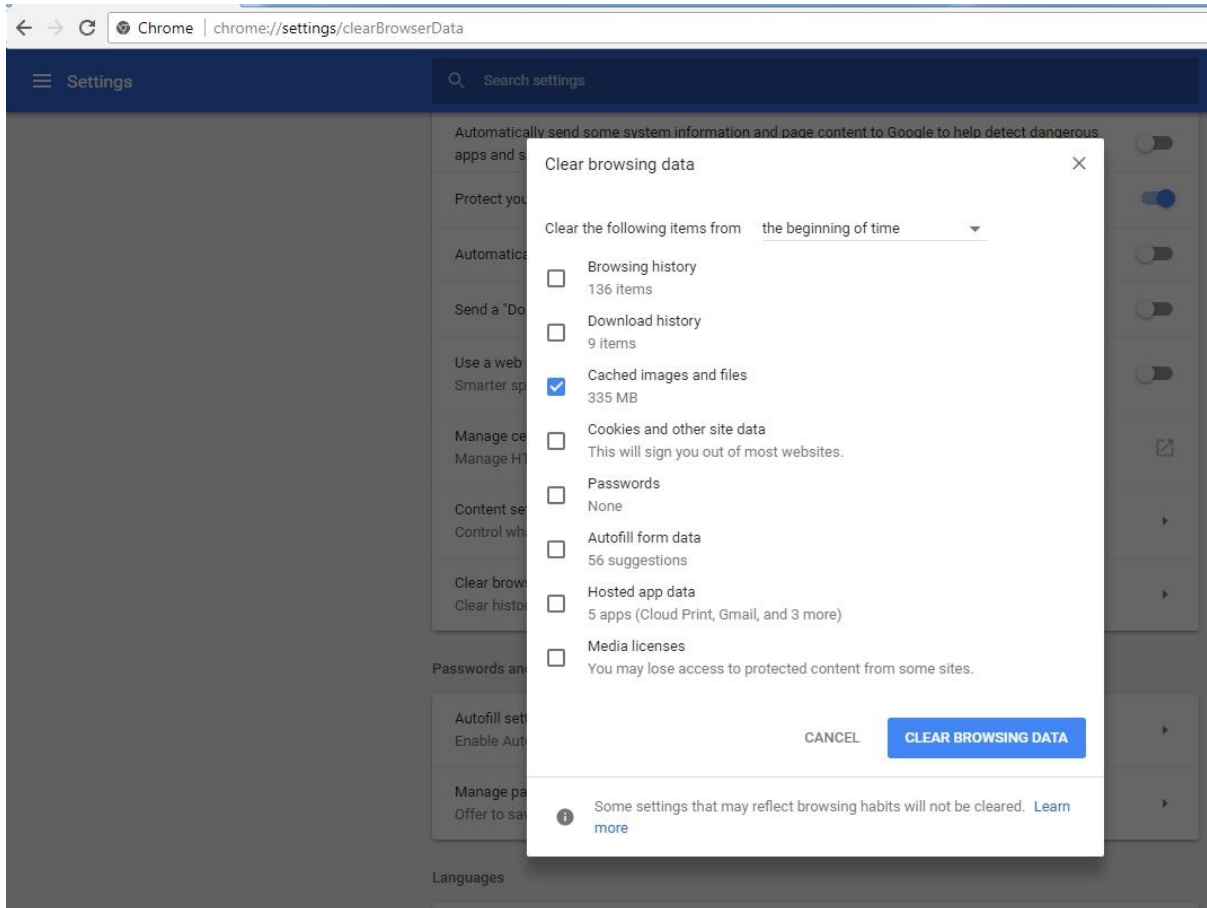 Chrome | chrome://settings/clearBrowserData
Settings
Search settings
Automatically send some system information and page content to Google to help detect dangerous
apps and s
Clear browsing data
Protect you
Clear the following items from the beginning of time
Automatica
Browsing history
136 items
Send a "Do
Download history
9 items
Use a web
Smarter sp
Cached images and files
335 MB
Manage ce
Manage HT
Cookies and other site data
This will sign you out of most websites.
Passwords
None
Content se
Control wh
Autofill form data
56 suggestions
Clear brow
Clear histo
Hosted app data
5 apps (Cloud Print, Gmail, and 3 more)
Media licenses
You may lose access to protected content from some sites.
Passwords an
Autofill sett
Enable Aut
CANCEL CLEAR BROWSING DATA
Manage pa
Offer to sa
Some settings that may reflect browsing habits will not be cleared. Learn
more
Languages